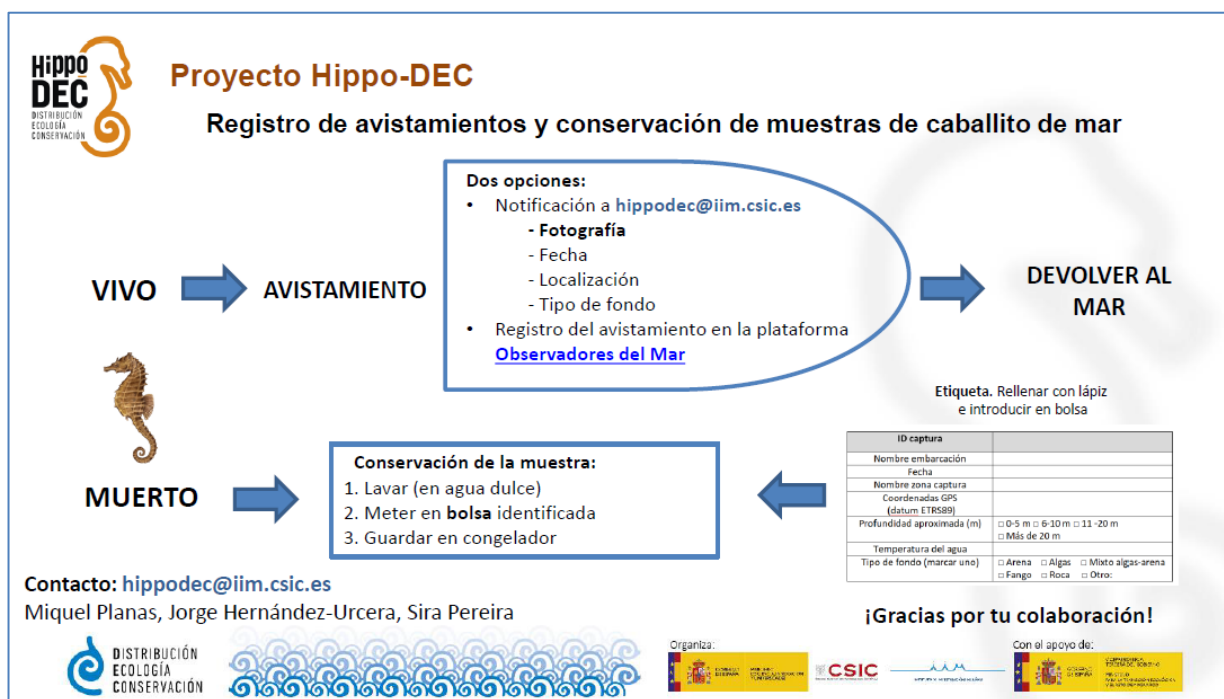 Hippo
DEC
DISTRIBUCIÓN
ECOLOGÍA
CONSERVACIÓN
Proyecto Hippo-DEC
Registro de avistamientos y conservación de muestras de caballito de mar
VIVO
AVISTAMIENTO
Dos opciones:
• Notificación a hippodec@iim.csic.es
- Fotografía
- Fecha
- Localización
- Tipo de fondo
• Registro del avistamiento en la plataforma
Observadores del Mar
DEVOLVER AL
MAR
MUERTO
Conservación de la muestra:
1. Lavar (en agua dulce)
2. Meter en bolsa identificada
3. Guardar en congelador
Etiqueta. Rellenar con lápiz
e introducir en bolsa
ID captura
Nombre embarcación
Fecha
Nombre zona captura
Coordenadas GPS
(datum ETRS89)
Profundidad aproximada (m) □ 0-5 m □ 6-10 m □ 11 -20 m
□ Más de 20 m
Temperatura del agua
Tipo de fondo (marcar uno) □ Arena □ Algas □ Mixto algas-arena
□ Fango □ Roca □ Otro:
Contacto: hippodec@iim.csic.es
Miquel Planas, Jorge Hernández-Urcera, Sira Pereira
¡Gracias por tu colaboración!
DISTRIBUCIÓN
ECOLOGÍA
CONSERVACIÓN
Organiza:
CSIC
Con el apoyo de:
GOBIERNO
DE ESPAÑA